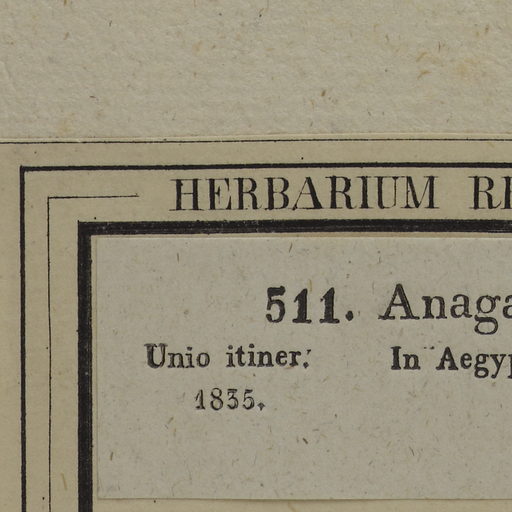 HERBARIUM RE
511. Anaga
Unio itiner. In Aegyp
1835.